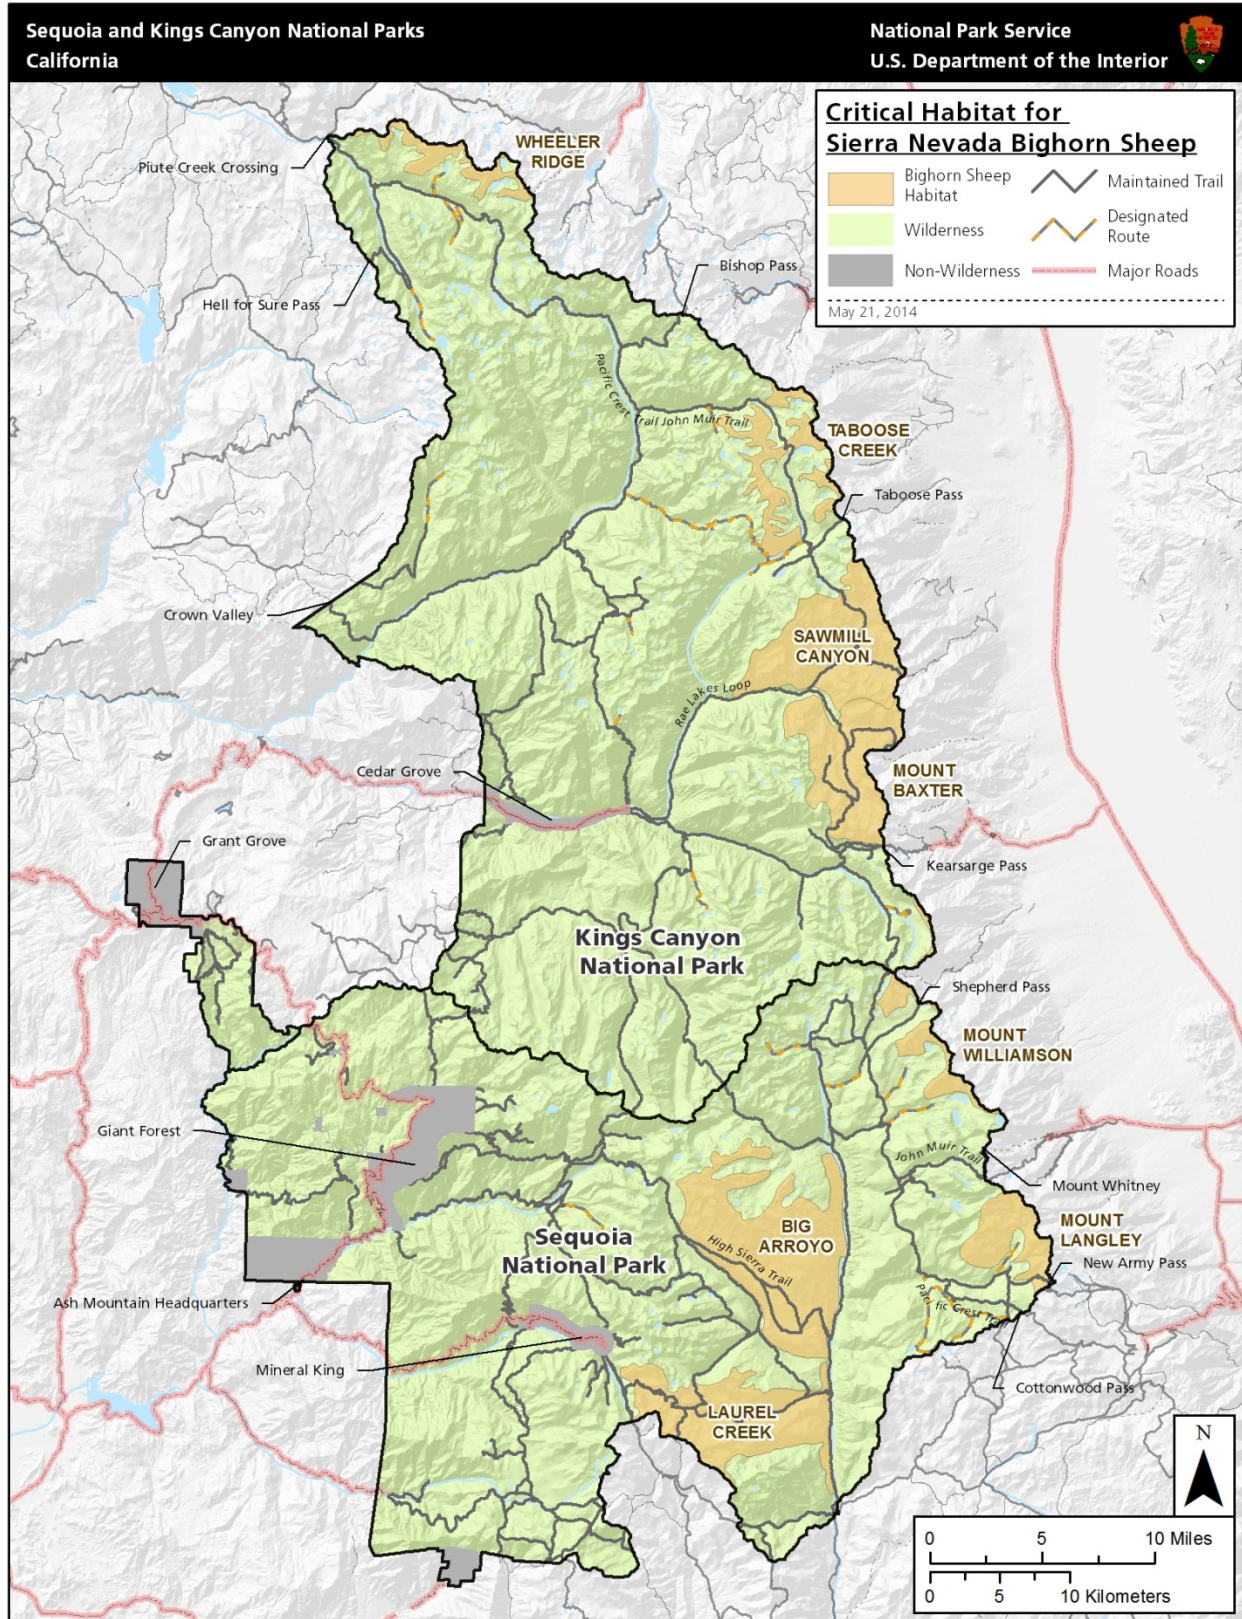 Sequoia and Kings Canyon National Parks
California
National Park Service
U.S. Department of the Interior
Critical Habitat for
Sierra Nevada Bighorn Sheep
Bighorn Sheep
Habitat
Maintained Trail
Wilderness
Designated
Route
Non-Wilderness
Major Roads
May 21, 2014
WHEELER
RIDGE
Piute Creek Crossing
Bishop Pass
Hell for Sure Pass
Pacific Crest Trail
John Muir Trail
TABOOSE
CREEK
Taboose Pass
Crown Valley
SAWMILL
CANYON
Rae Lakes Loop
Cedar Grove
MOUNT
BAXTER
Grant Grove
Kearsarge Pass
Kings Canyon
National Park
Shepherd Pass
MOUNT
WILLIAMSON
Giant Forest
John Muir Trail
Mount Whitney
BIG
ARROYO
MOUNT
LANGLEY
Sequoia
National Park
High Sierra Trail
New Army Pass
Ash Mountain Headquarters
Pacific Crest Trail
Mineral King
Cottonwood Pass
LAUREL
CREEK
N
0 5 10 Miles
0 5 10 Kilometers